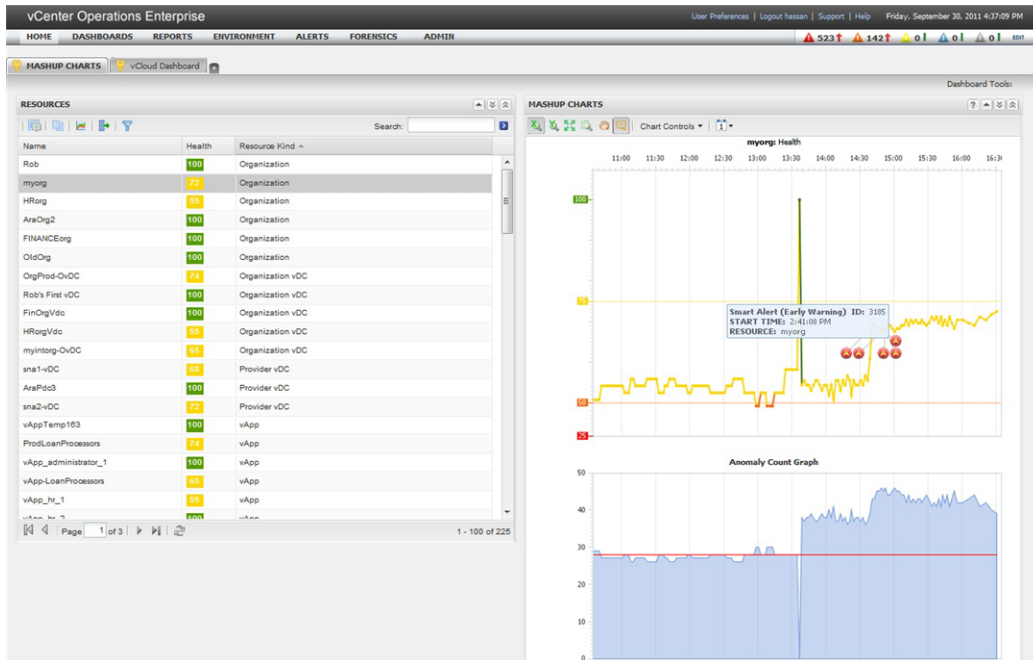 vCenter Operations Enterprise
User Preferences | Logout hassan | Support | Help Friday, September 30, 2011 4:37:09 PM
HOME DASHBOARDS REPORTS ENVIRONMENT ALERTS FORENSICS ADMIN
523 142 0 0 0 EDIT
MASHUP CHARTS vCloud Dashboard
Dashboard Tools:
RESOURCES
Search:
Name Health Resource Kind
Rob 100 Organization
myorg 72 Organization
HRorg 55 Organization
AraOrg2 100 Organization
FINANCEorg 100 Organization
OldOrg 100 Organization
OrgProd-OvDC 74 Organization vDC
Rob's First vDC 100 Organization vDC
FinOrgVdc 100 Organization vDC
HRorgVdc 55 Organization vDC
myintorg-OvDC 65 Organization vDC
sna1-vDC 68 Provider vDC
AraPdc3 100 Provider vDC
sna2-vDC 72 Provider vDC
vAppTemp163 100 vApp
ProdLoanProcessors 74 vApp
vApp_administrator_1 100 vApp
vApp-LoanProcessors 65 vApp
vApp_hr_1 55 vApp
vApp_hr_2 100 vApp
Page 1 of 3
1 - 100 of 225
MASHUP CHARTS
Chart Controls
myorg: Health
11:00 11:30 12:00 12:30 13:00 13:30 14:00 14:30 15:00 15:30 16:00
100
75
50
25
Smart Alert (Early Warning) ID: 3185
START TIME: 2:41:08 PM
RESOURCE: myorg
Anomaly Count Graph
50
40
30
20
10
0